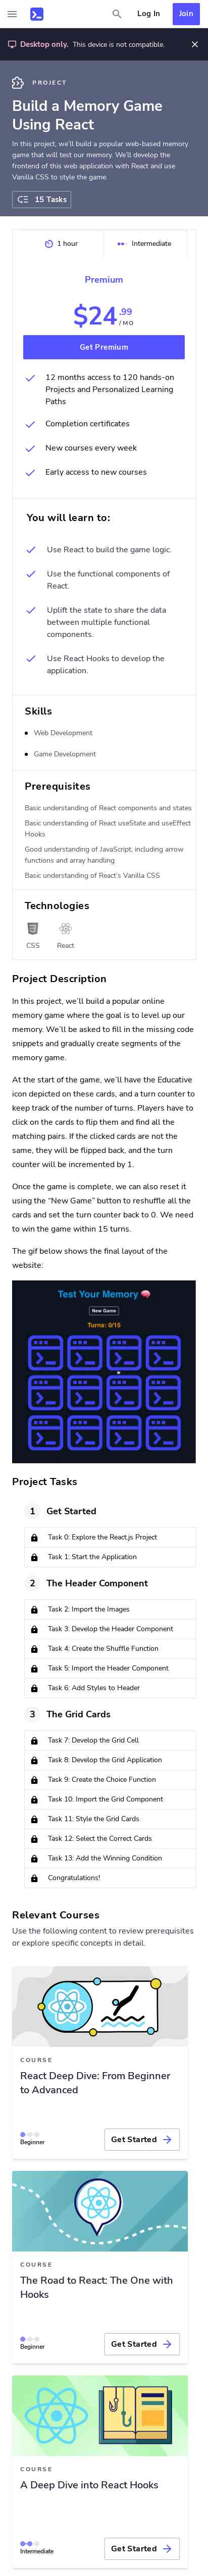 Log In
Join
Desktop only. This device is not compatible.
PROJECT
Build a Memory Game
Using React
In this project, we'll build a popular web-based memory
game that will test our memory. We'll develop the
frontend of this web application with React and use
Vanilla CSS to style the game.
15 Tasks
1 hour
Intermediate
Premium
$24.99
/ MO
Get Premium
12 months access to 120 hands-on
Projects and Personalized Learning
Paths
Completion certificates
New courses every week
Early access to new courses
You will learn to:
Use React to build the game logic.
Use the functional components of
React.
Uplift the state to share the data
between multiple functional
components.
Use React Hooks to develop the
application.
Skills
Web Development
Game Development
Prerequisites
Basic understanding of React components and states
Basic understanding of React useState and useEffect
Hooks
Good understanding of JavaScript, including arrow
functions and array handling
Basic understanding of React's Vanilla CSS
Technologies
CSS
React
Project Description
In this project, we'll build a popular online
memory game where the goal is to level up our
memory. We'll be asked to fill in the missing code
snippets and gradually create segments of the
memory game.
At the start of the game, we'll have the Educative
icon depicted on these cards, and a turn counter to
keep track of the number of turns. Players have to
click on the cards to flip them and find all the
matching pairs. If the clicked cards are not the
same, they will be flipped back, and the turn
counter will be incremented by 1.
Once the game is complete, we can also reset it
using the "New Game" button to reshuffle all the
cards and set the turn counter back to 0. We need
to win the game within 15 turns.
The gif below shows the final layout of the
website:
Test Your Memory
New Game
Turns: 0/15
Project Tasks
1 Get Started
Task 0: Explore the React.js Project
Task 1: Start the Application
2 The Header Component
Task 2: Import the Images
Task 3: Develop the Header Component
Task 4: Create the Shuffle Function
Task 5: Import the Header Component
Task 6: Add Styles to Header
3 The Grid Cards
Task 7: Develop the Grid Cell
Task 8: Develop the Grid Application
Task 9: Create the Choice Function
Task 10: Import the Grid Component
Task 11: Style the Grid Cards
Task 12: Select the Correct Cards
Task 13: Add the Winning Condition
Congratulations!
Relevant Courses
Use the following content to review prerequisites
or explore specific concepts in detail.
COURSE
React Deep Dive: From Beginner
to Advanced
Beginner
Get Started
COURSE
The Road to React: The One with
Hooks
Beginner
Get Started
COURSE
A Deep Dive into React Hooks
Intermediate
Get Started